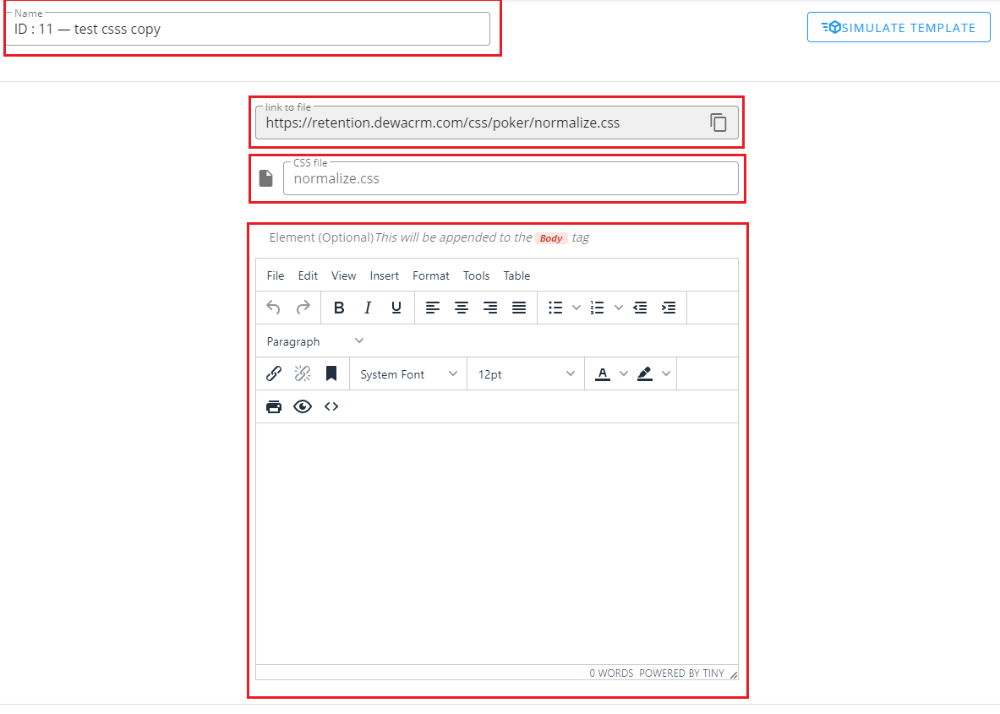 Name
ID : 11 — test csss copy
SIMULATE TEMPLATE
link to file
https://retention.dewacrm.com/css/poker/normalize.css
CSS file
normalize.css
Element (Optional)This will be appended to the Body tag
File Edit View Insert Format Tools Table
B I U
Paragraph
System Font 12pt A
0 WORDS POWERED BY TINY